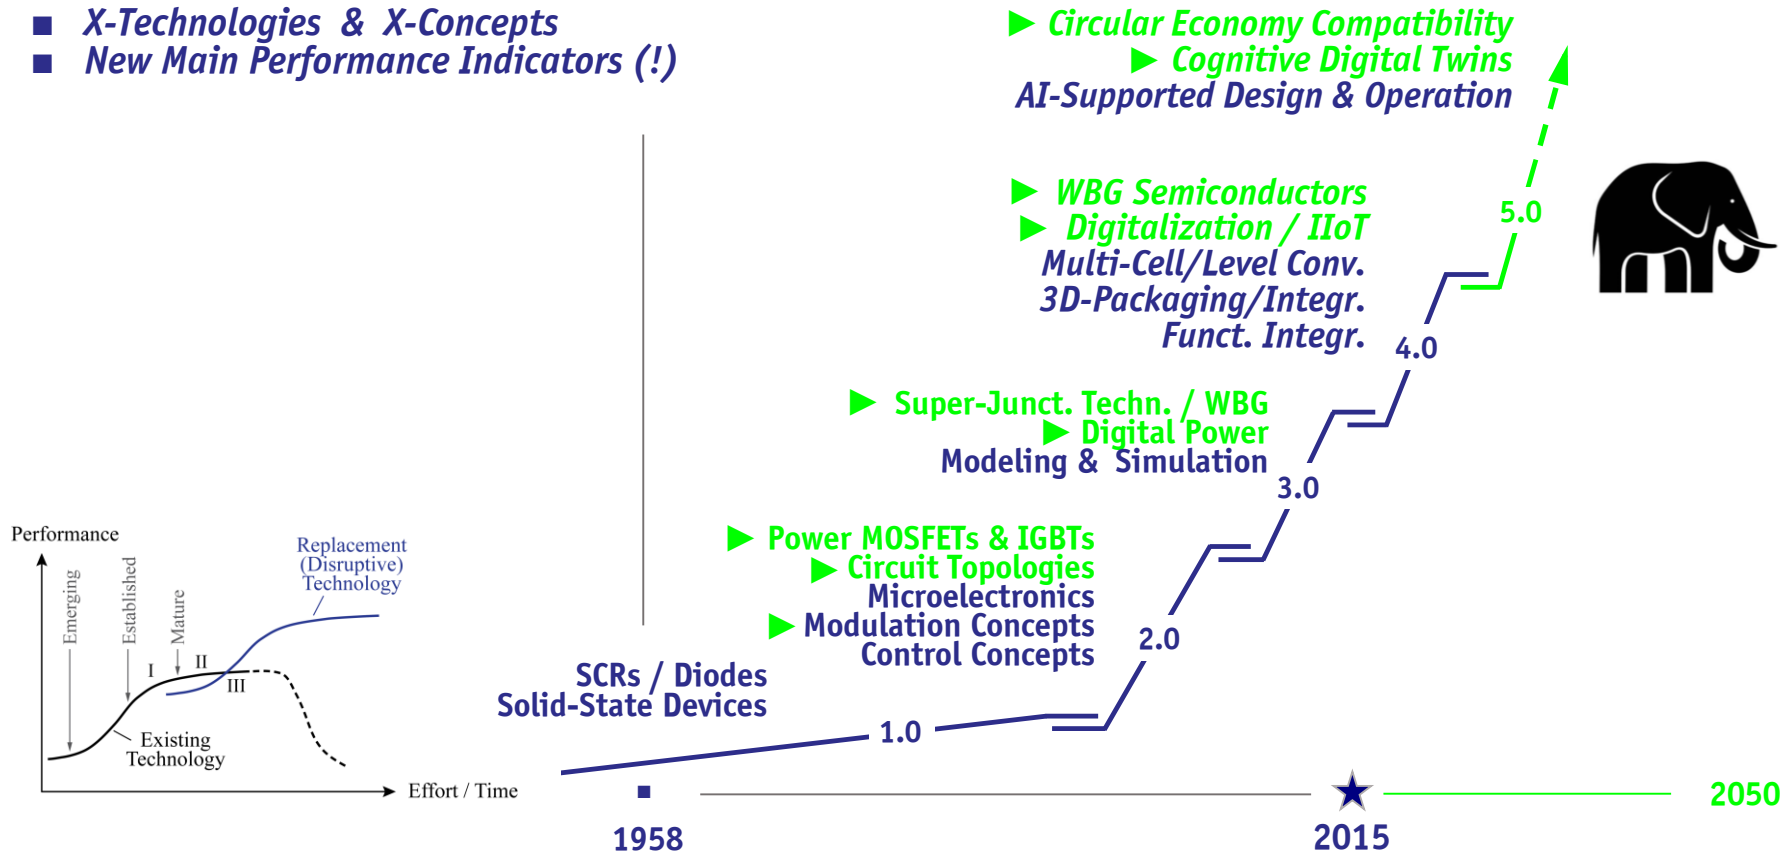 X-Technologies & X-Concepts
New Main Performance Indicators (!)
Circular Economy Compatibility
Cognitive Digital Twins
AI-Supported Design & Operation
WBG Semiconductors
Digitalization / IIoT
Multi-Cell/Level Conv.
3D-Packaging/Integr.
Funct. Integr.
5.0
4.0
Super-Junct. Techn. / WBG
Digital Power
Modeling & Simulation
3.0
Power MOSFETs & IGBTs
Circuit Topologies
Microelectronics
Modulation Concepts
Control Concepts
2.0
SCRs / Diodes
Solid-State Devices
1.0
Performance
Emerging
Established
Mature
Replacement
(Disruptive)
Technology
I
II
III
Existing
Technology
Effort / Time
1958
2015
2050